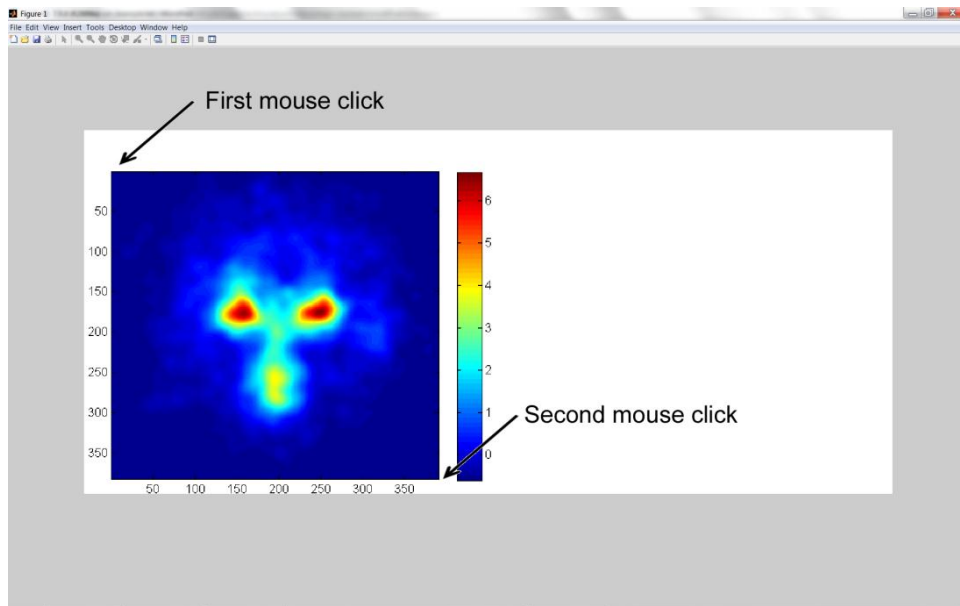 Figure 1
File Edit View Insert Tools Desktop Window Help
First mouse click
50
100
150
200
250
300
350
50 100 150 200 250 300 350
6
5
4
3
2
1
0
Second mouse click